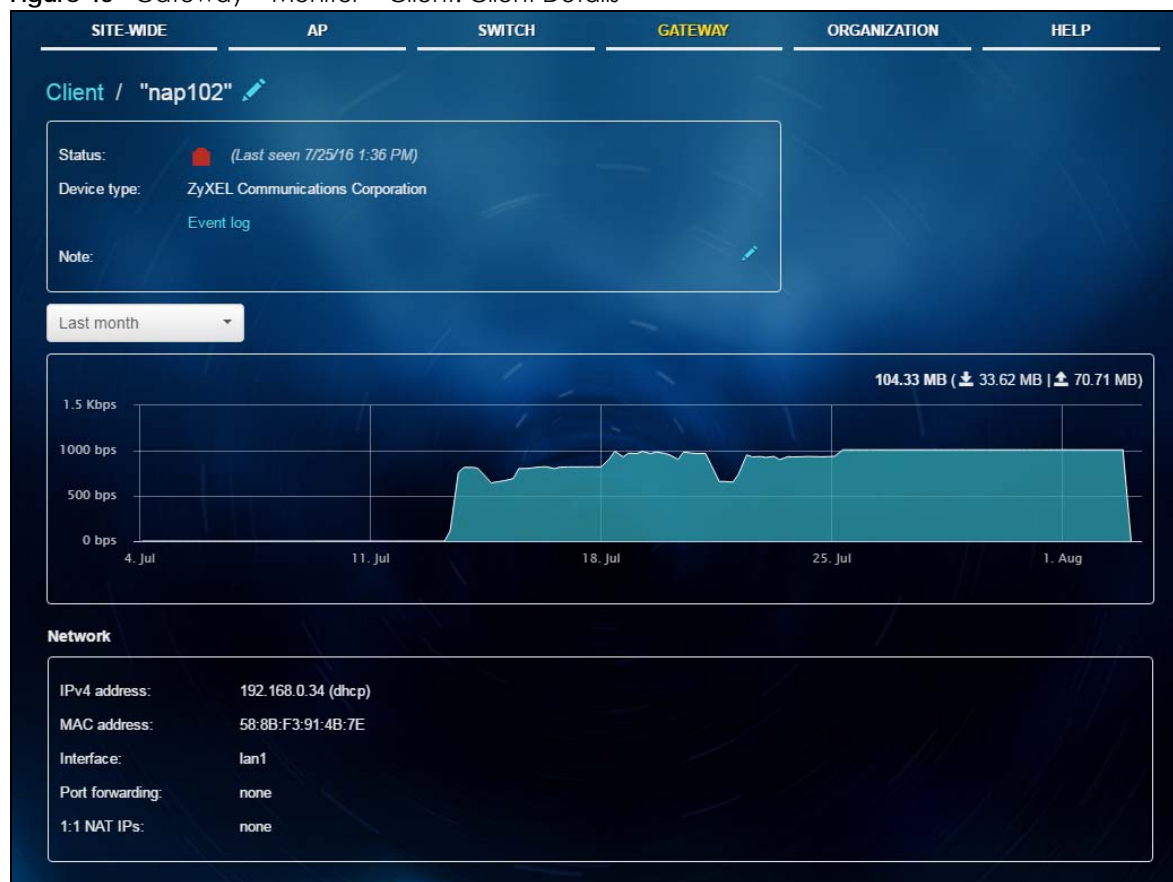 SITE-WIDE AP SWITCH GATEWAY ORGANIZATION HELP
Client / "nap102"
Status: (Last seen 7/25/16 1:36 PM)
Device type: ZyXEL Communications Corporation
Event log
Note:
Last month
104.33 MB ( 33.62 MB | 70.71 MB)
1.5 Kbps
1000 bps
500 bps
0 bps
4. Jul 11. Jul 18. Jul 25. Jul 1. Aug
Network
IPv4 address: 192.168.0.34 (dhcp)
MAC address: 58:8B:F3:91:4B:7E
Interface: lan1
Port forwarding: none
1:1 NAT IPs: none